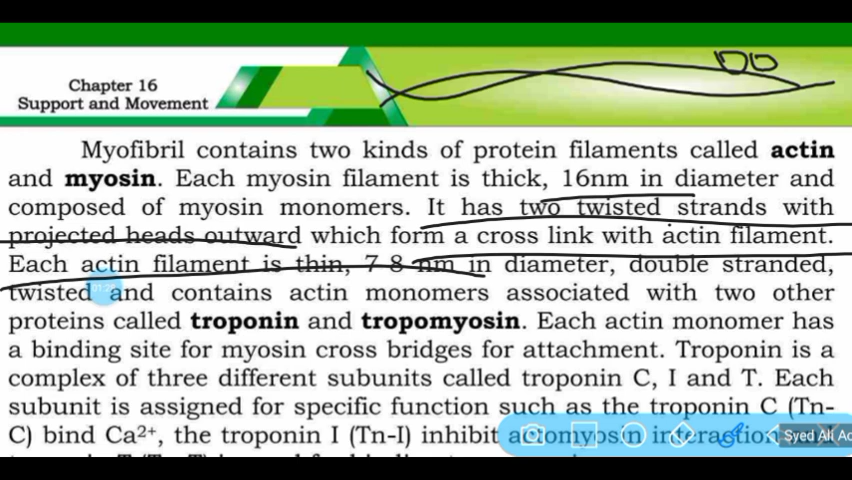 Chapter 16
Support and Movement
Myofibril contains two kinds of protein filaments called actin
and myosin. Each myosin filament is thick, 16nm in diameter and
composed of myosin monomers. It has two twisted strands with
projected heads outward which form a cross link with actin filament.
Each actin filament is thin, 7-8 nm in diameter, double stranded,
twisted and contains actin monomers associated with two other
proteins called troponin and tropomyosin. Each actin monomer has
a binding site for myosin cross bridges for attachment. Troponin is a
complex of three different subunits called troponin C, I and T. Each
subunit is assigned for specific function such as the troponin C (Tn-
C) bind Ca²⁺, the troponin I (Tn-I) inhibit actomyosin interaction
Syed Ali Ac